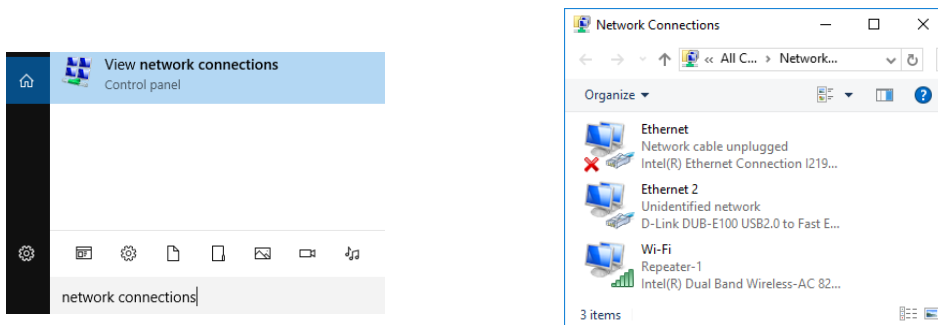 View network connections
Control panel
network connections
Network Connections
« All C... › Network...
Organize
Ethernet
Network cable unplugged
Intel(R) Ethernet Connection I219...
Ethernet 2
Unidentified network
D-Link DUB-E100 USB2.0 to Fast E...
Wi-Fi
Repeater-1
Intel(R) Dual Band Wireless-AC 82...
3 items